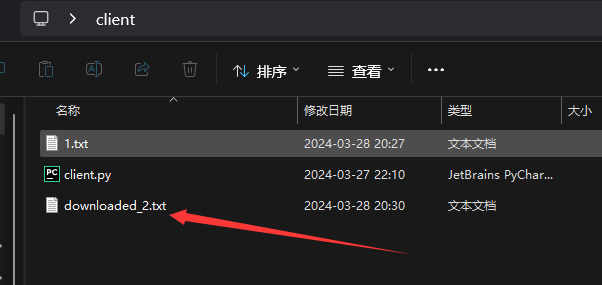 client
排序
查看
名称 修改日期 类型 大小
1.txt 2024-03-28 20:27 文本文档
PC client.py 2024-03-27 22:10 JetBrains PyChar...
downloaded_2.txt 2024-03-28 20:30 文本文档